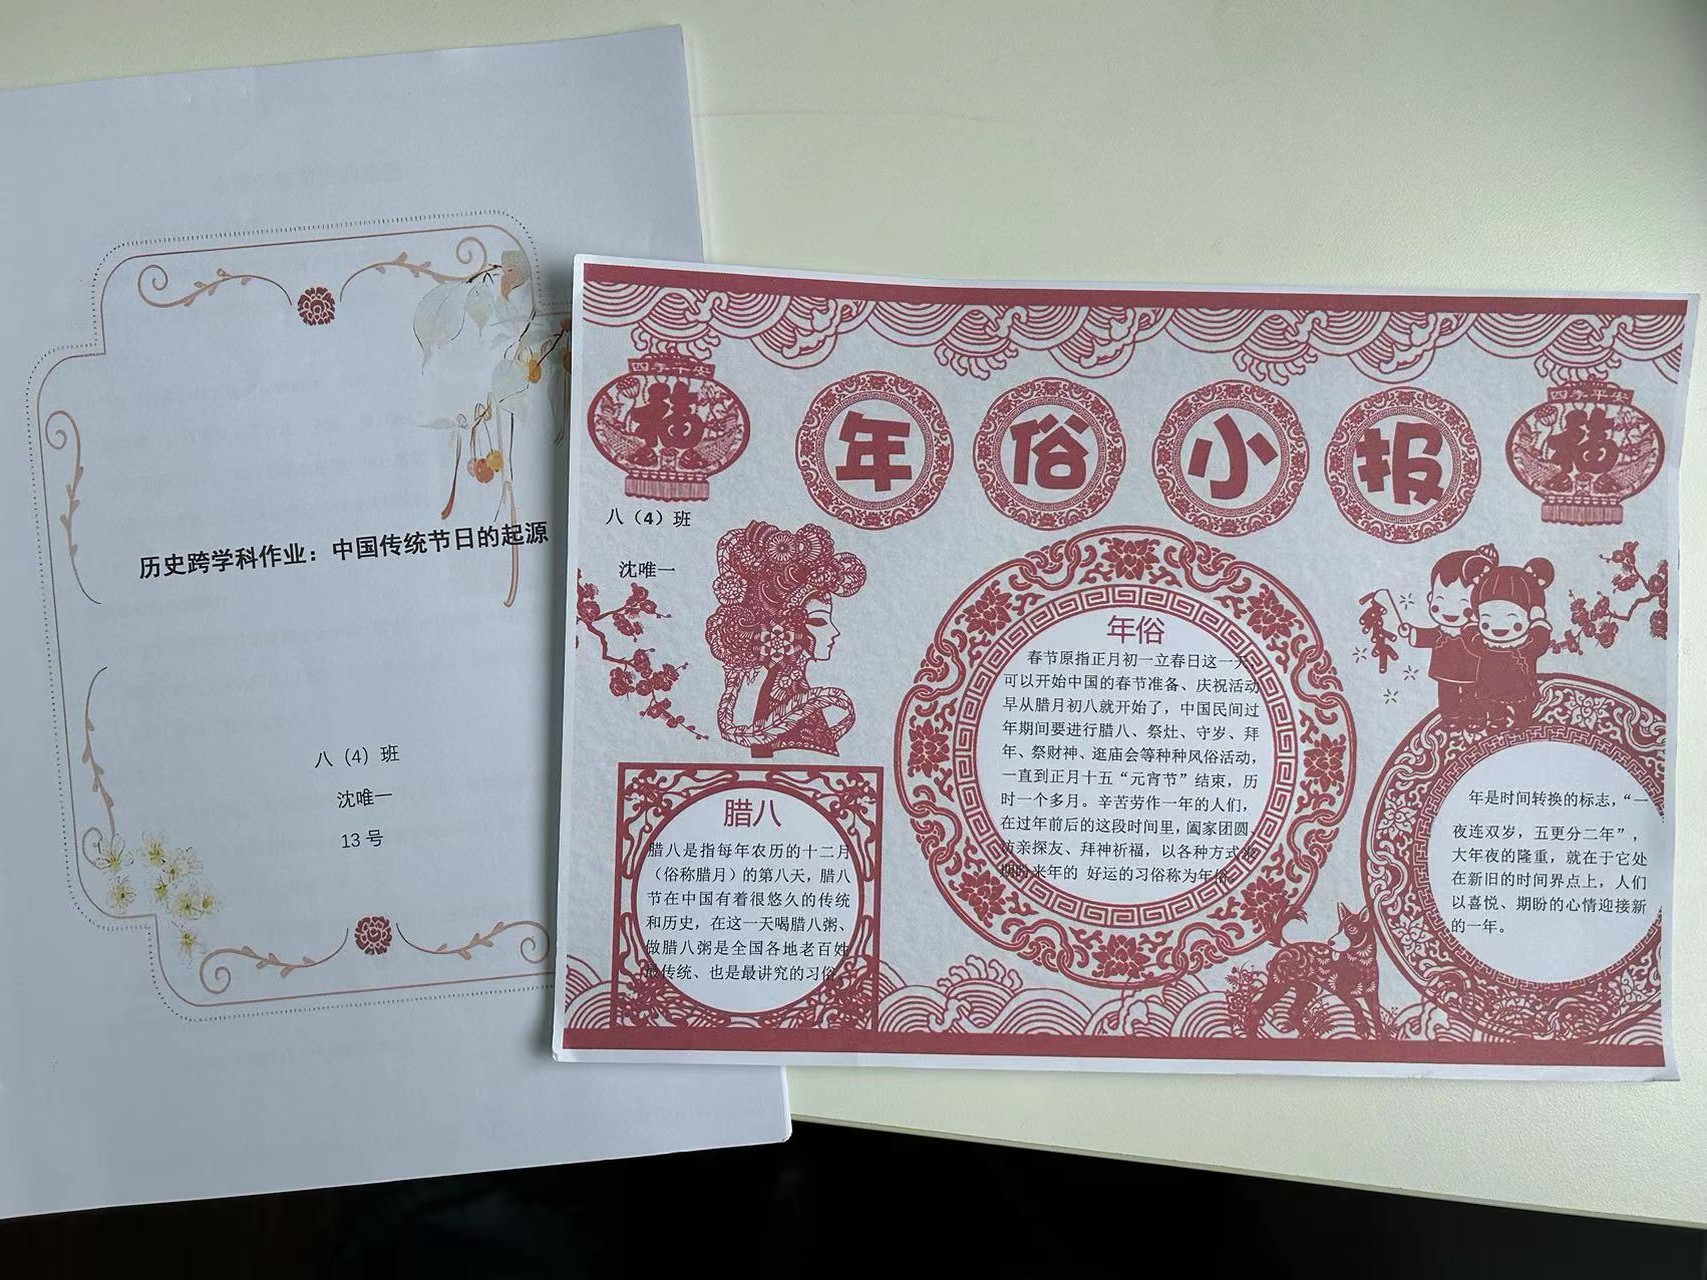 历史跨学科作业：中国传统节日的起源
八（4）班
沈唯一
13 号
四季平安
福
年俗小报
四季平安
福
八（4）班
沈唯一
腊八
腊八是指每年农历的十二月
（俗称腊月）的第八天，腊八
节在中国有着很悠久的传统
和历史，在这一天喝腊八粥、
做腊八粥是全国各地老百姓
最传统、也是最讲究的习俗。
年俗
春节原指正月初一立春日这一天
可以开始中国的春节准备、庆祝活动
早从腊月初八就开始了，中国民间过
年期间要进行腊八、祭灶、守岁、拜
年、祭财神、逛庙会等种种风俗活动，
一直到正月十五“元宵节”结束，历
时一个多月。辛苦劳作一年的人们，
在过年前后的这段时间里，阖家团圆、
访亲探友、拜神祈福，以各种方式来
期盼来年的 好运的习俗称为年俗
年是时间转换的标志，“一
夜连双岁，五更分二年”，
大年夜的隆重，就在于它处
在新旧的时间界点上，人们
以喜悦、期盼的心情迎接新
的一年。